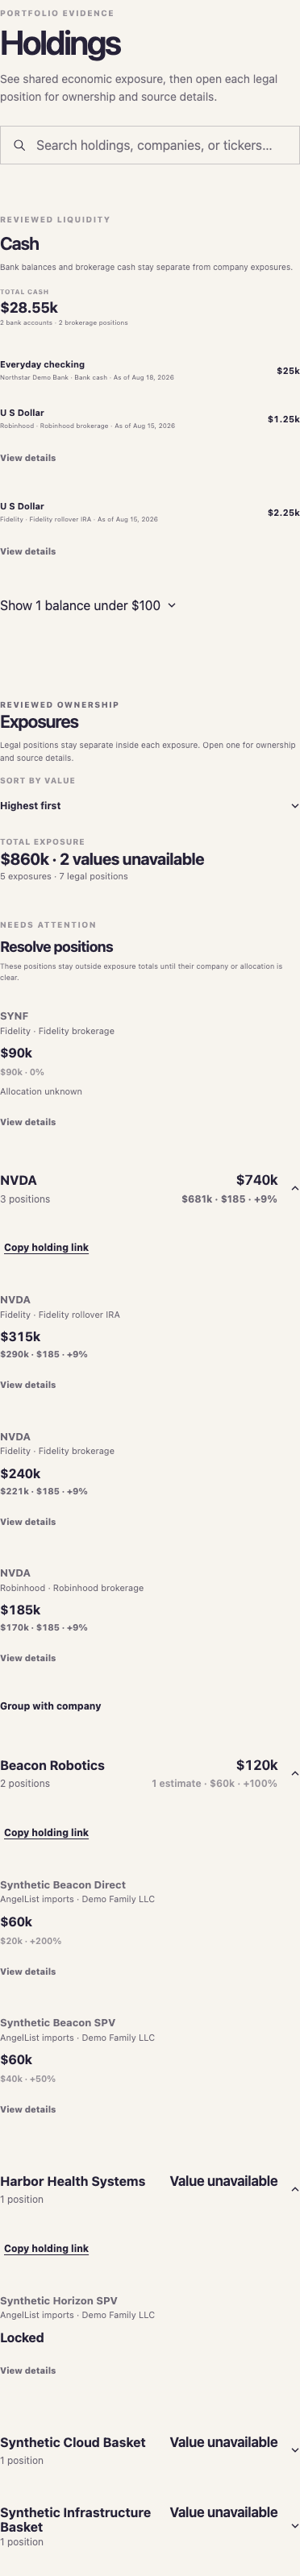 PORTFOLIO EVIDENCE
Holdings
See shared economic exposure, then open each legal
position for ownership and source details.
Search holdings, companies, or tickers...
REVIEWED LIQUIDITY
Cash
Bank balances and brokerage cash stay separate from company exposures.
TOTAL CASH
$28.55k
2 bank accounts · 2 brokerage positions
Everyday checking
$25k
Northstar Demo Bank · Bank cash · As of Aug 18, 2026
U S Dollar
$1.25k
Robinhood · Robinhood brokerage · As of Aug 15, 2026
View details
U S Dollar
$2.25k
Fidelity · Fidelity rollover IRA · As of Aug 15, 2026
View details
Show 1 balance under $100
REVIEWED OWNERSHIP
Exposures
Legal positions stay separate inside each exposure. Open one for ownership
and source details.
SORT BY VALUE
Highest first
TOTAL EXPOSURE
$860k · 2 values unavailable
5 exposures · 7 legal positions
NEEDS ATTENTION
Resolve positions
These positions stay outside exposure totals until their company or allocation is
clear.
SYNF
Fidelity · Fidelity brokerage
$90k
$90k · 0%
Allocation unknown
View details
NVDA $740k
3 positions $681k · $185 · +9%
Copy holding link
NVDA
Fidelity · Fidelity rollover IRA
$315k
$290k · $185 · +9%
View details
NVDA
Fidelity · Fidelity brokerage
$240k
$221k · $185 · +9%
View details
NVDA
Robinhood · Robinhood brokerage
$185k
$170k · $185 · +9%
View details
Group with company
Beacon Robotics $120k
2 positions 1 estimate · $60k · +100%
Copy holding link
Synthetic Beacon Direct
AngelList imports · Demo Family LLC
$60k
$20k · +200%
View details
Synthetic Beacon SPV
AngelList imports · Demo Family LLC
$60k
$40k · +50%
View details
Harbor Health Systems Value unavailable
1 position
Copy holding link
Synthetic Horizon SPV
AngelList imports · Demo Family LLC
Locked
View details
Synthetic Cloud Basket Value unavailable
1 position
Synthetic Infrastructure Value unavailable
Basket
1 position